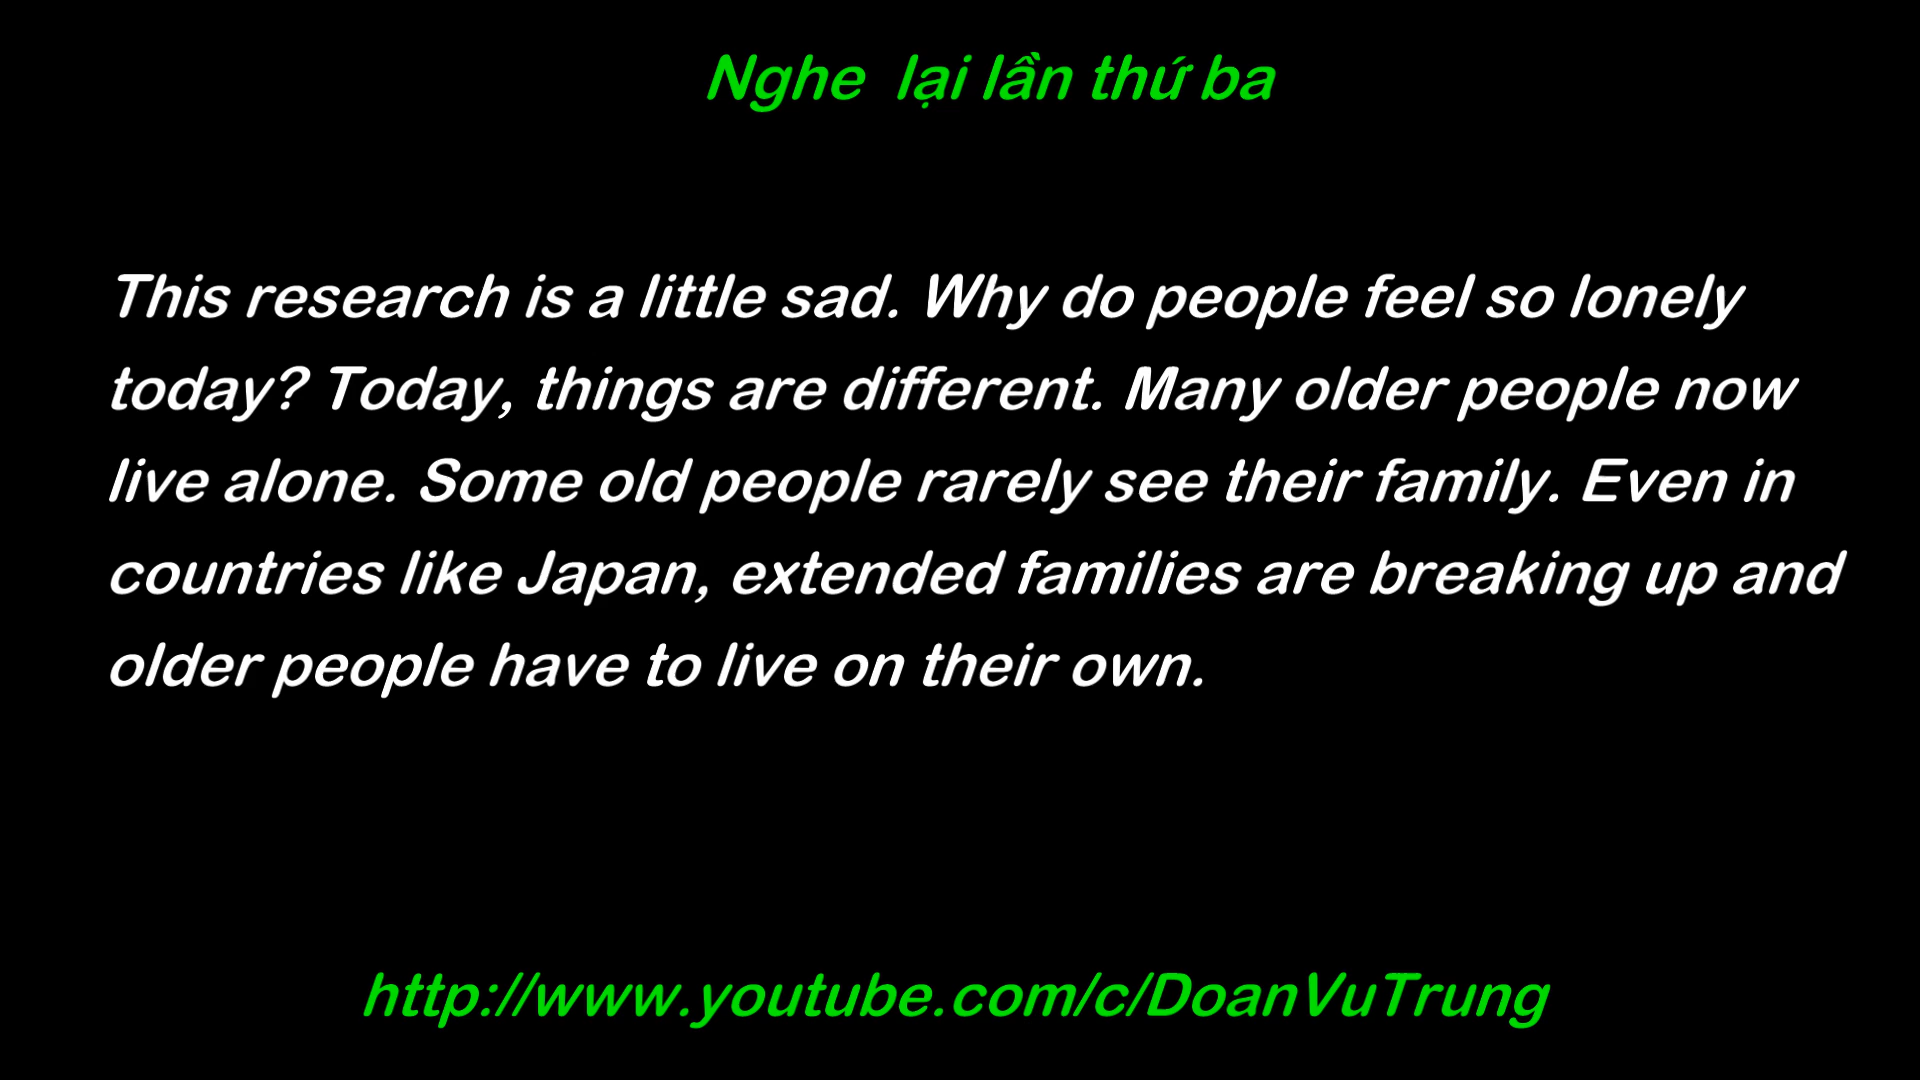 Nghe lại lần thứ ba
This research is a little sad. Why do people feel so lonely
today? Today, things are different. Many older people now
live alone. Some old people rarely see their family. Even in
countries like Japan, extended families are breaking up and
older people have to live on their own.
http://www.youtube.com/c/DoanVuTrung